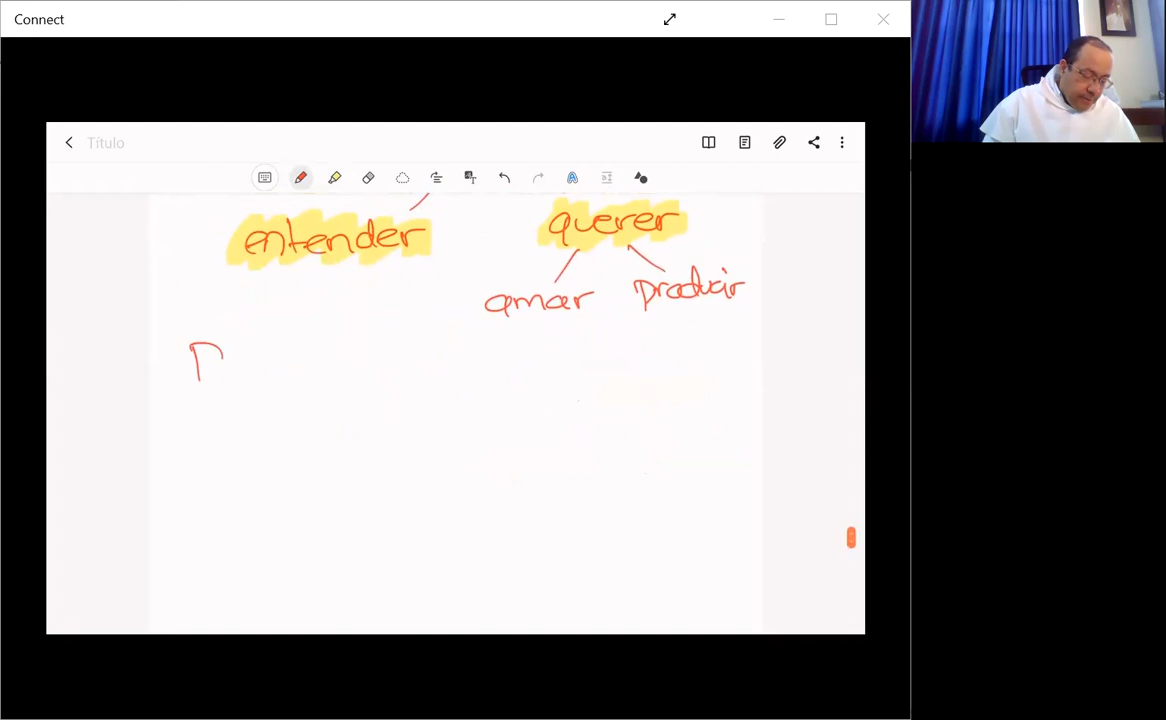 Connect
Título
entender
querer
amar
producir